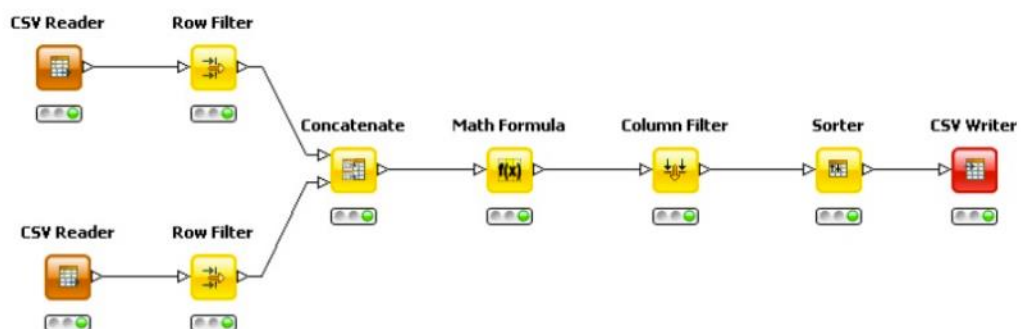 CSV Reader
Row Filter
Concatenate
Math Formula
Column Filter
Sorter
CSV Writer
f(x)
CSV Reader
Row Filter